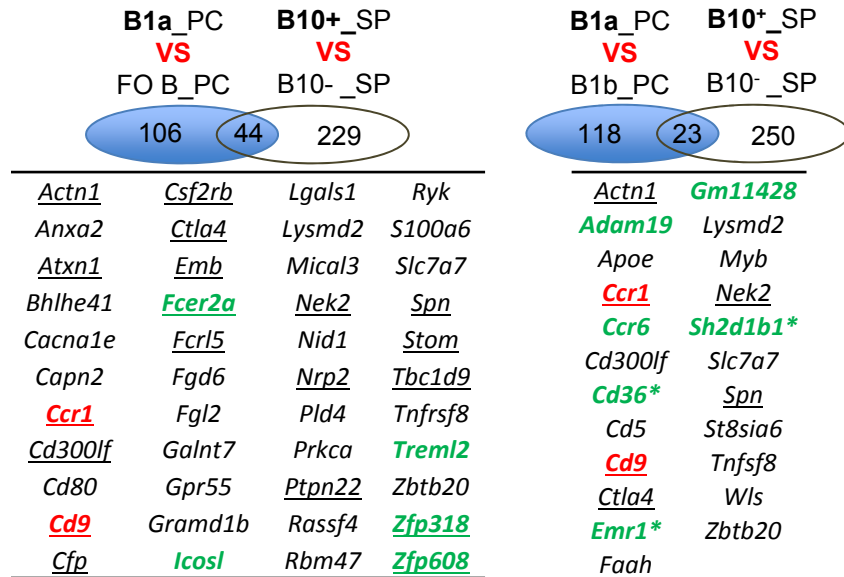 B1a_PC B10+_SP B1a_PC B10⁺_SP
VS VS VS VS
FO B_PC B10- _SP B1b_PC B10⁻ _SP
106 44 229 118 23 250
Actn1 Csf2rb Lgals1 Ryk Actn1 Gm11428
Anxa2 Ctla4 Lysmd2 S100a6 Adam19 Lysmd2
Atxn1 Emb Mical3 Slc7a7 Apoe Myb
Bhlhe41 Fcer2a Nek2 Spn Ccr1 Nek2
Cacna1e Fcrl5 Nid1 Stom Ccr6 Sh2d1b1*
Capn2 Fgd6 Nrp2 Tbc1d9 Cd300lf Slc7a7
Ccr1 Fgl2 Pld4 Tnfrsf8 Cd36* Spn
Cd300lf Galnt7 Prkca Treml2 Cd5 St8sia6
Cd80 Gpr55 Ptpn22 Zbtb20 Cd9 Tnfsf8
Cd9 Gramd1b Rassf4 Zfp318 Ctla4 Wls
Cfp Icosl Rbm47 Zfp608 Emr1* Zbtb20
Faah